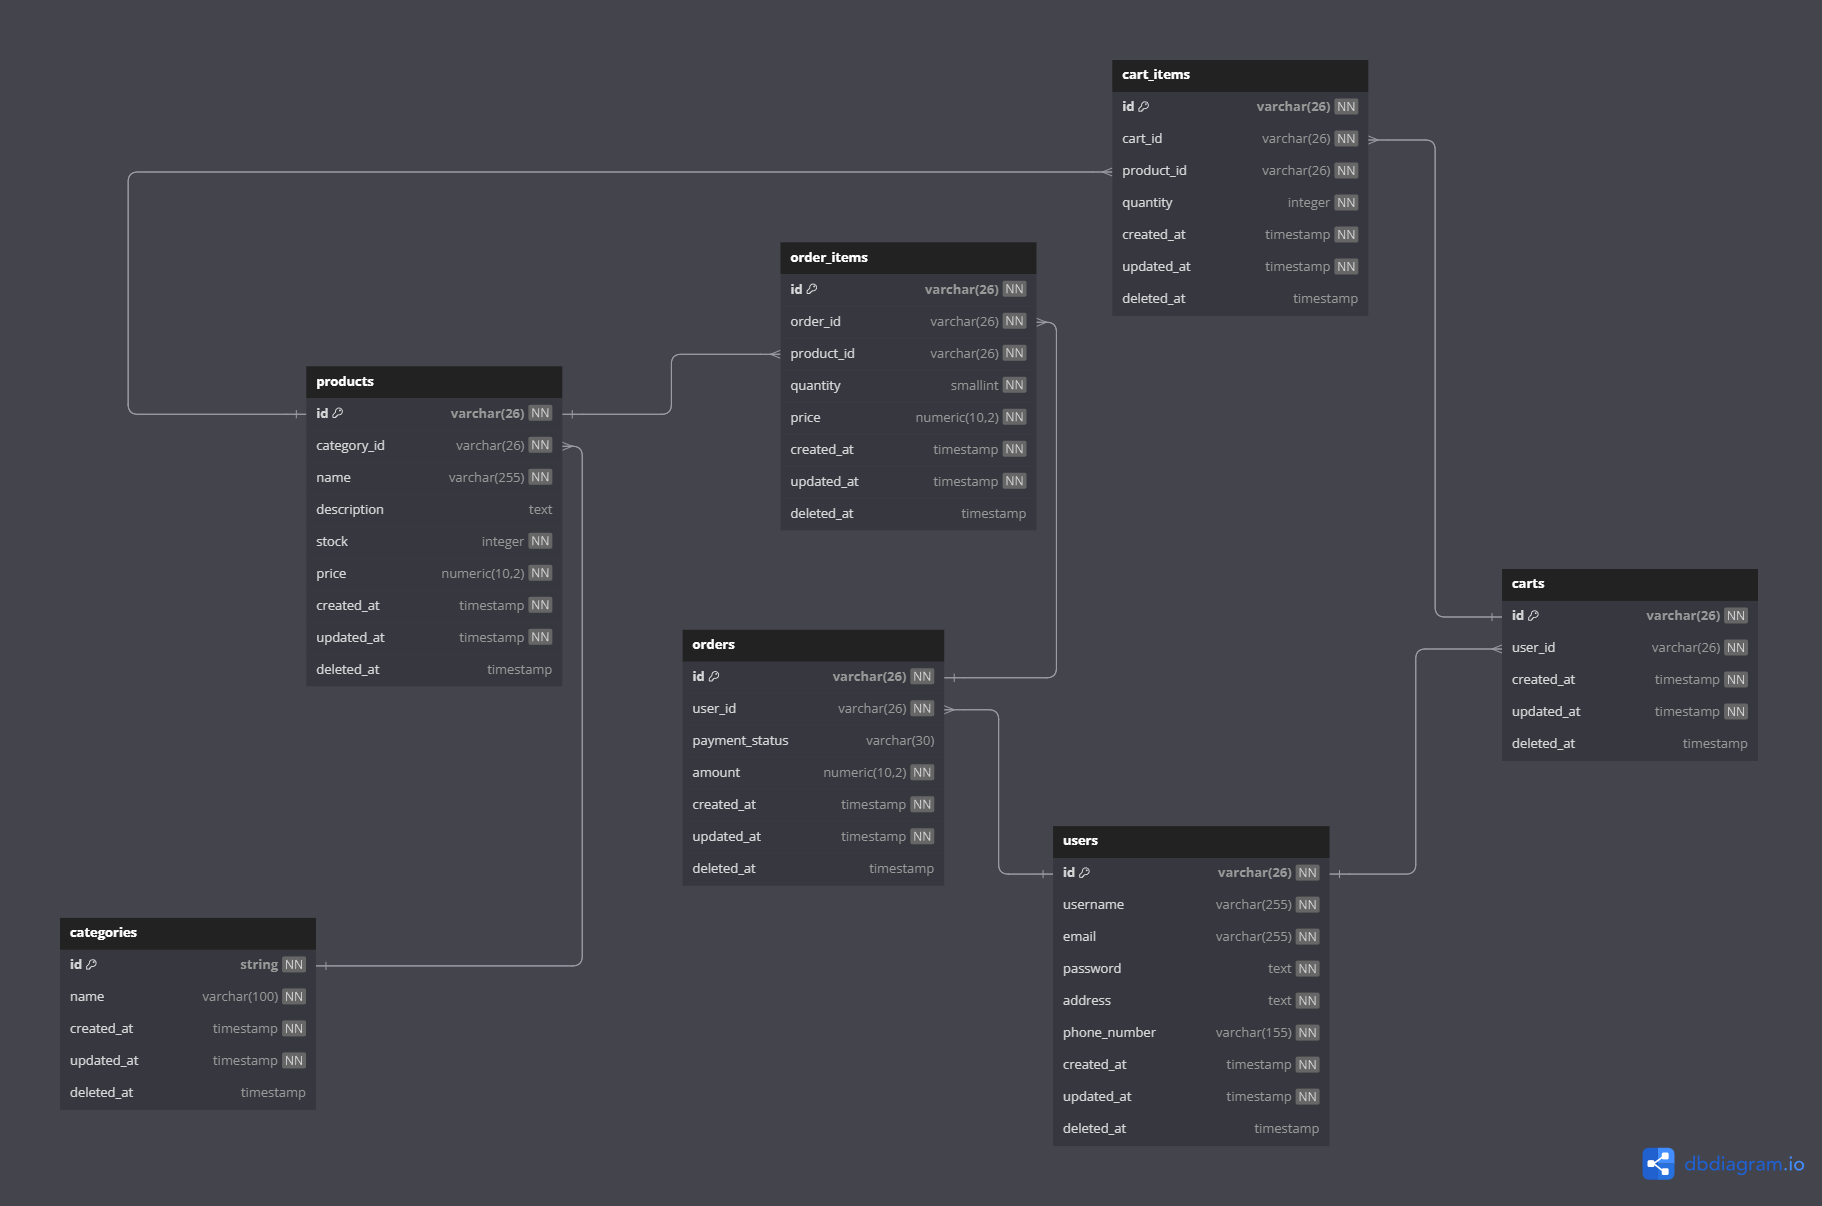 cart_items
id varchar(26) NN
cart_id varchar(26) NN
product_id varchar(26) NN
quantity integer NN
created_at timestamp NN
updated_at timestamp NN
deleted_at timestamp
order_items
id varchar(26) NN
order_id varchar(26) NN
product_id varchar(26) NN
quantity smallint NN
price numeric(10,2) NN
created_at timestamp NN
updated_at timestamp NN
deleted_at timestamp
products
id varchar(26) NN
category_id varchar(26) NN
name varchar(255) NN
description text
stock integer NN
price numeric(10,2) NN
created_at timestamp NN
updated_at timestamp NN
deleted_at timestamp
carts
id varchar(26) NN
user_id varchar(26) NN
created_at timestamp NN
updated_at timestamp NN
deleted_at timestamp
orders
id varchar(26) NN
user_id varchar(26) NN
payment_status varchar(30)
amount numeric(10,2) NN
created_at timestamp NN
updated_at timestamp NN
deleted_at timestamp
users
id varchar(26) NN
username varchar(255) NN
email varchar(255) NN
password text NN
address text NN
phone_number varchar(155) NN
created_at timestamp NN
updated_at timestamp NN
deleted_at timestamp
categories
id string NN
name varchar(100) NN
created_at timestamp NN
updated_at timestamp NN
deleted_at timestamp
dbdiagram.io